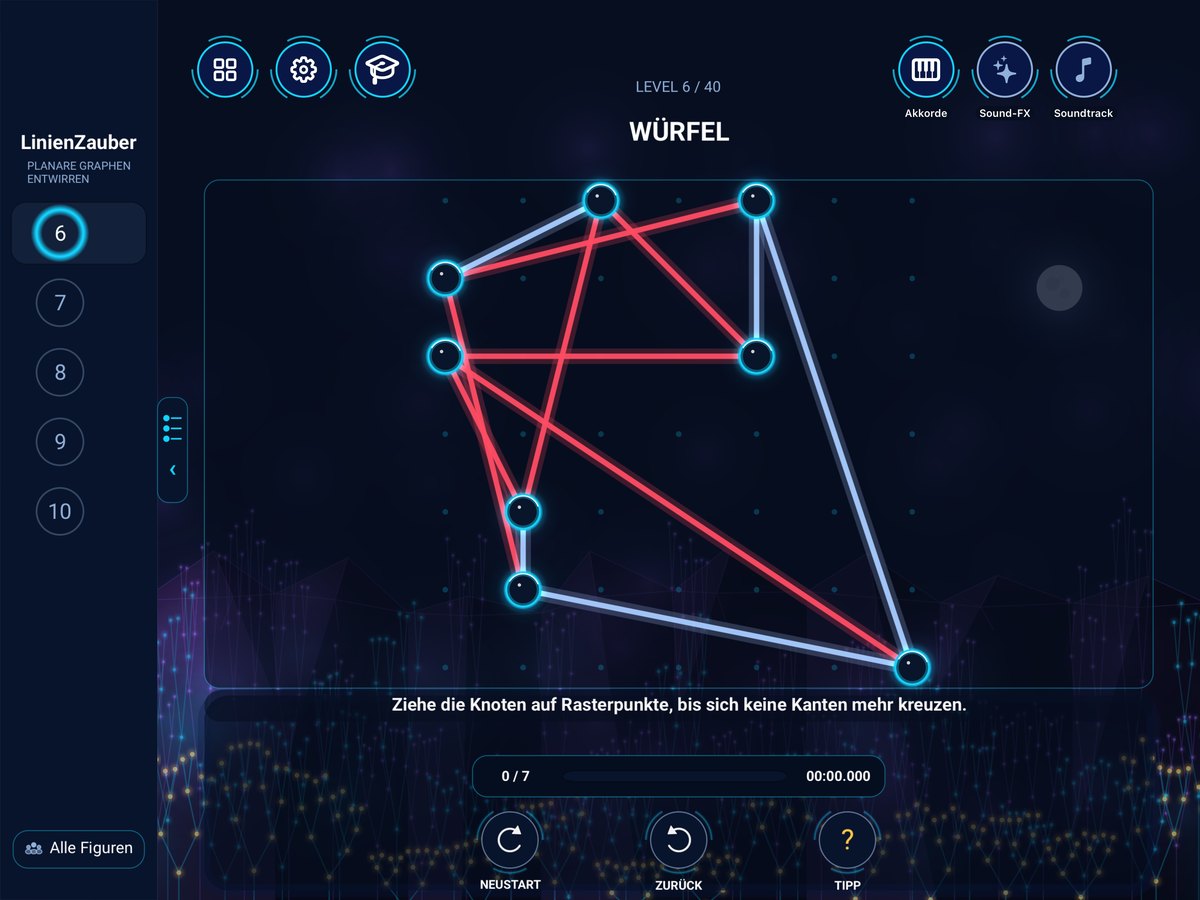 LEVEL 6 / 40
Akkorde
Sound-FX
Soundtrack
WÜRFEL
LinienZauber
PLANARE GRAPHEN
ENTWIRREN
6
7
8
9
10
Alle Figuren
Ziehe die Knoten auf Rasterpunkte, bis sich keine Kanten mehr kreuzen.
0 / 7
00:00.000
NEUSTART
ZURÜCK
?
TIPP